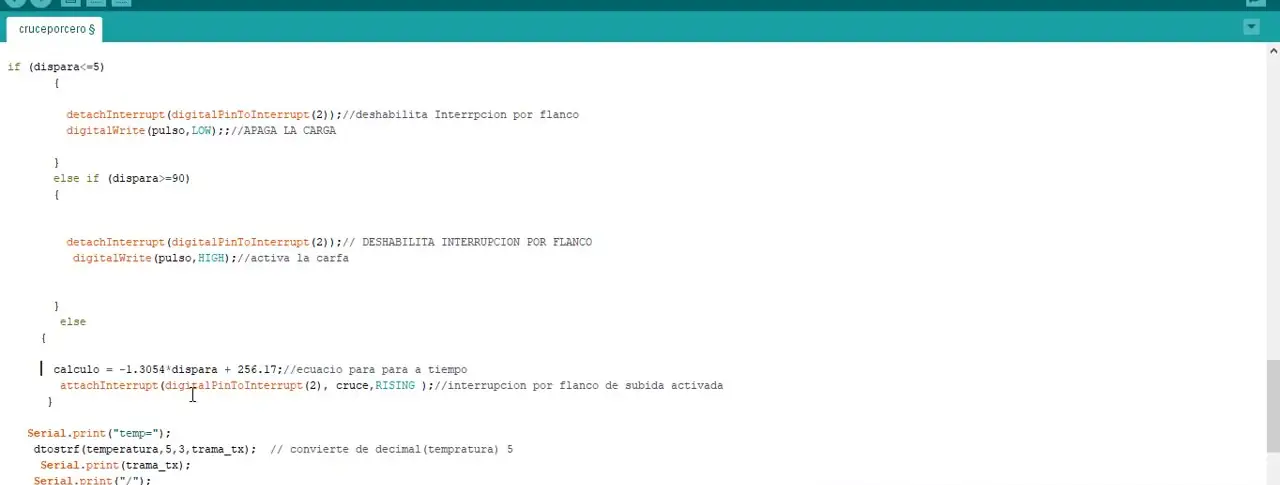 cruceporcero §
if (dispara<=5)
{
detachInterrupt(digitalPinToInterrupt(2));//deshabilita Interrpcion por flanco
digitalWrite(pulso,LOW);;//APAGA LA CARGA
}
else if (dispara>=90)
{
detachInterrupt(digitalPinToInterrupt(2));// DESHABILITA INTERRUPCION POR FLANCO
digitalWrite(pulso,HIGH);//activa la carfa
}
else
{
calculo = -1.3054*dispara + 256.17;//ecuacio para para a tiempo
attachInterrupt(digitalPinToInterrupt(2), cruce,RISING );//interrupcion por flanco de subida activada
}
Serial.print("temp=");
dtostrf(temperatura,5,3,trama_tx);  // convierte de decimal(tempratura) 5
Serial.print(trama_tx);
Serial.print("/");